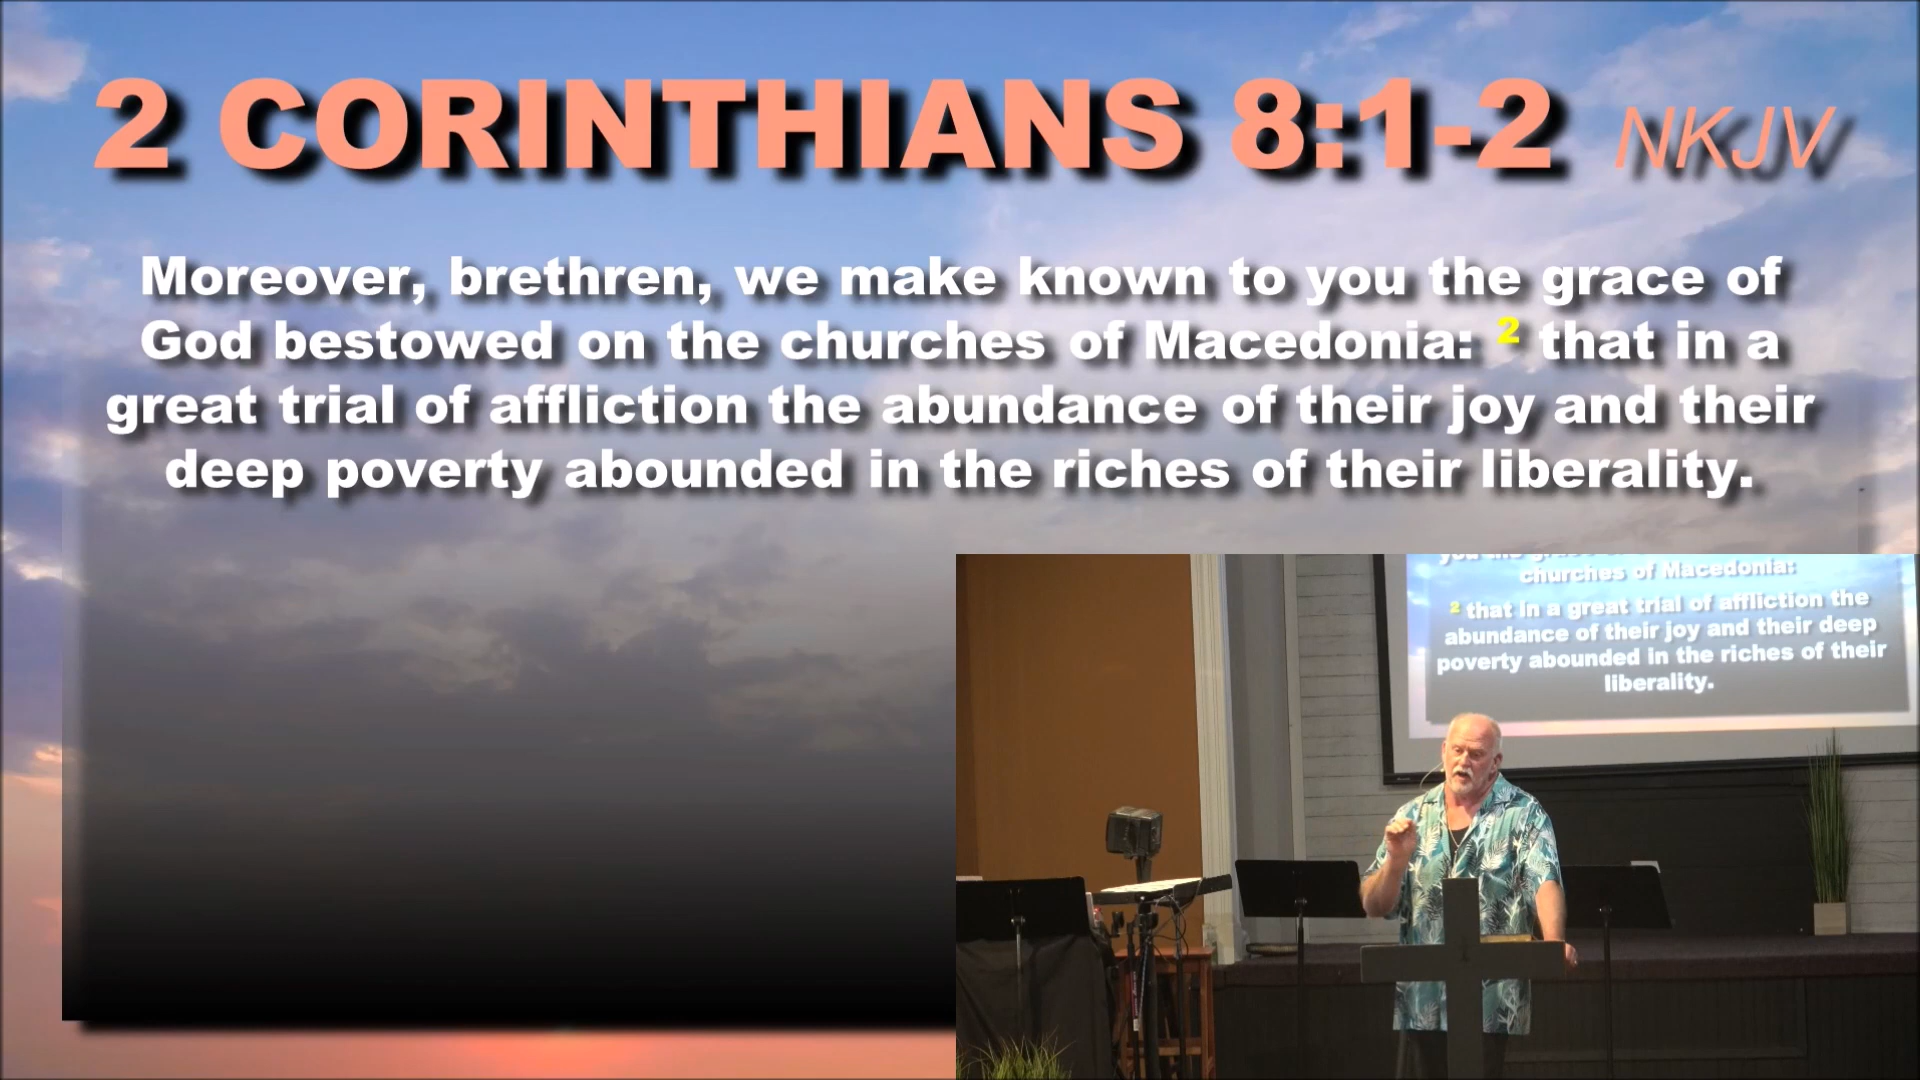 2 CORINTHIANS 8:1-2 NKJV
Moreover, brethren, we make known to you the grace of
God bestowed on the churches of Macedonia: 2 that in a
great trial of affliction the abundance of their joy and their
deep poverty abounded in the riches of their liberality.
churches of Macedonia:
2 that in a great trial of affliction the
abundance of their joy and their deep
poverty abounded in the riches of their
liberality.